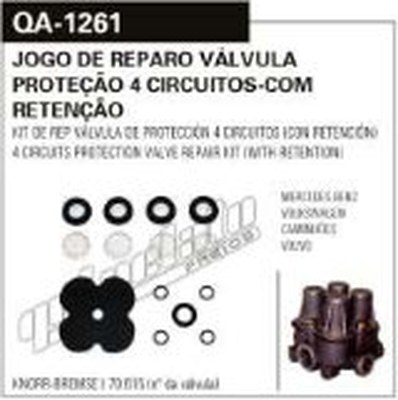 QA-1261
JOGO DE REPARO VÁLVULA
PROTEÇÃO 4 CIRCUITOS-COM
RETENÇÃO
KIT DE REP VÁLVULA DE PROTECCIÓN 4 CIRCUITOS (CON RETENCIÓN)
4 CIRCUITS PROTECTION VALVE REPAIR KIT (WITH RETENTION)
MERCEDES BENZ
VOLKSWAGEN
CAMINHÕES
VOLVO
KNORR-BREMSE I 79.615 (nº da válvula)